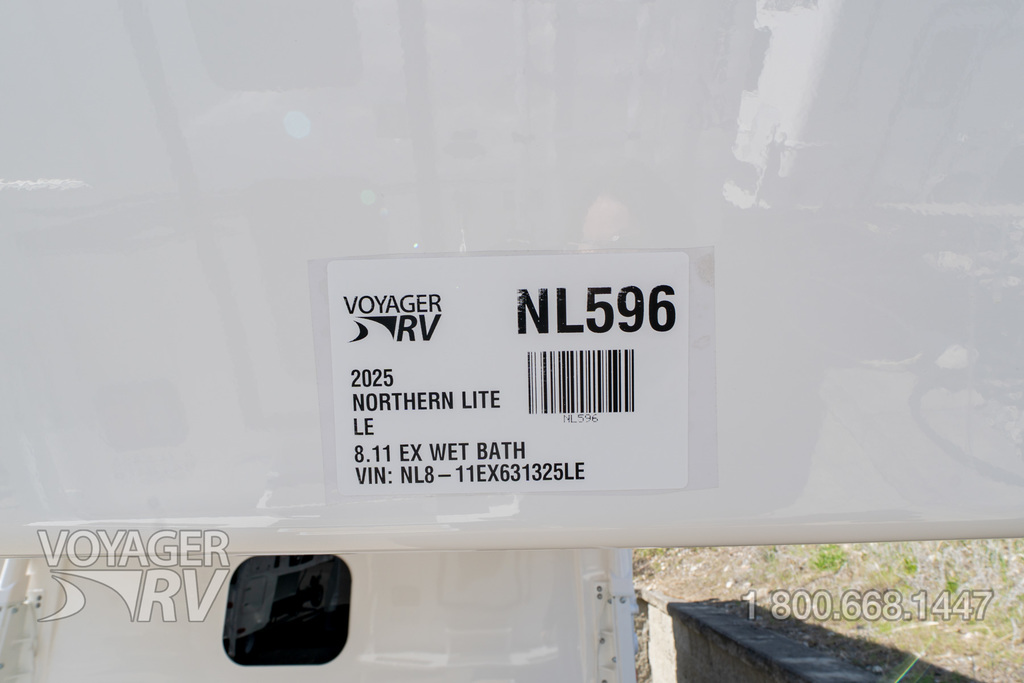 VOYAGER
RV
NL596
2025
NORTHERN LITE
LE
NL596
8.11 EX WET BATH
VIN: NL8-11EX631325LE
VOYAGER
RV
1 800.668.1447